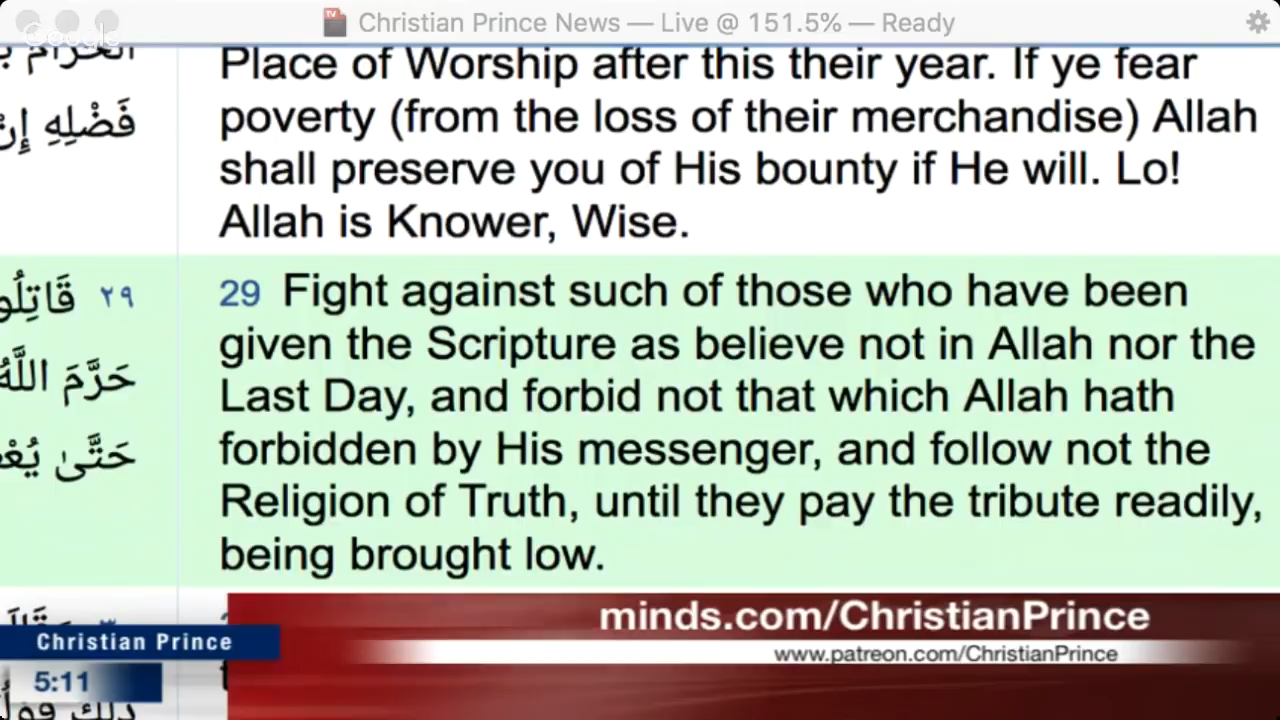 Christian Prince News — Live @ 151.5% — Ready
Google
Place of Worship after this their year. If ye fear
فَضْلِهِ
poverty (from the loss of their merchandise) Allah
shall preserve you of His bounty if He will. Lo!
Allah is Knower, Wise.
٢٩
29 Fight against such of those who have been
given the Scripture as believe not in Allah nor the
حَرَّمَ اللَّهُ
Last Day, and forbid not that which Allah hath
حَتَّىٰ
forbidden by His messenger, and follow not the
Religion of Truth, until they pay the tribute readily,
being brought low.
minds.com/ChristianPrince
Christian Prince
www.patreon.com/ChristianPrince
5:11